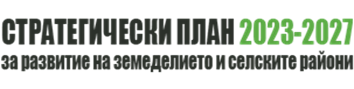 СТРАТЕГИЧЕСКИ ПЛАН 2023-2027
за развитие на земеделието и селските райони